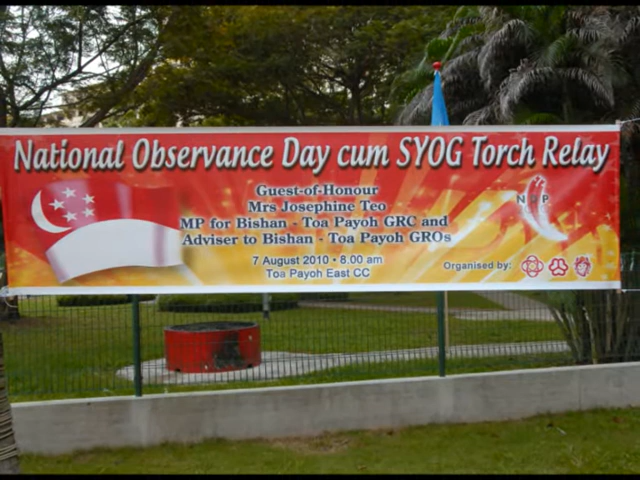 National Observance Day cum SYOG Torch Relay
Guest-of-Honour
Mrs Josephine Teo
MP for Bishan - Toa Payoh GRC and
Adviser to Bishan - Toa Payoh GROs
7 August 2010 • 8.00 am
Toa Payoh East CC
NDP
Organised by: